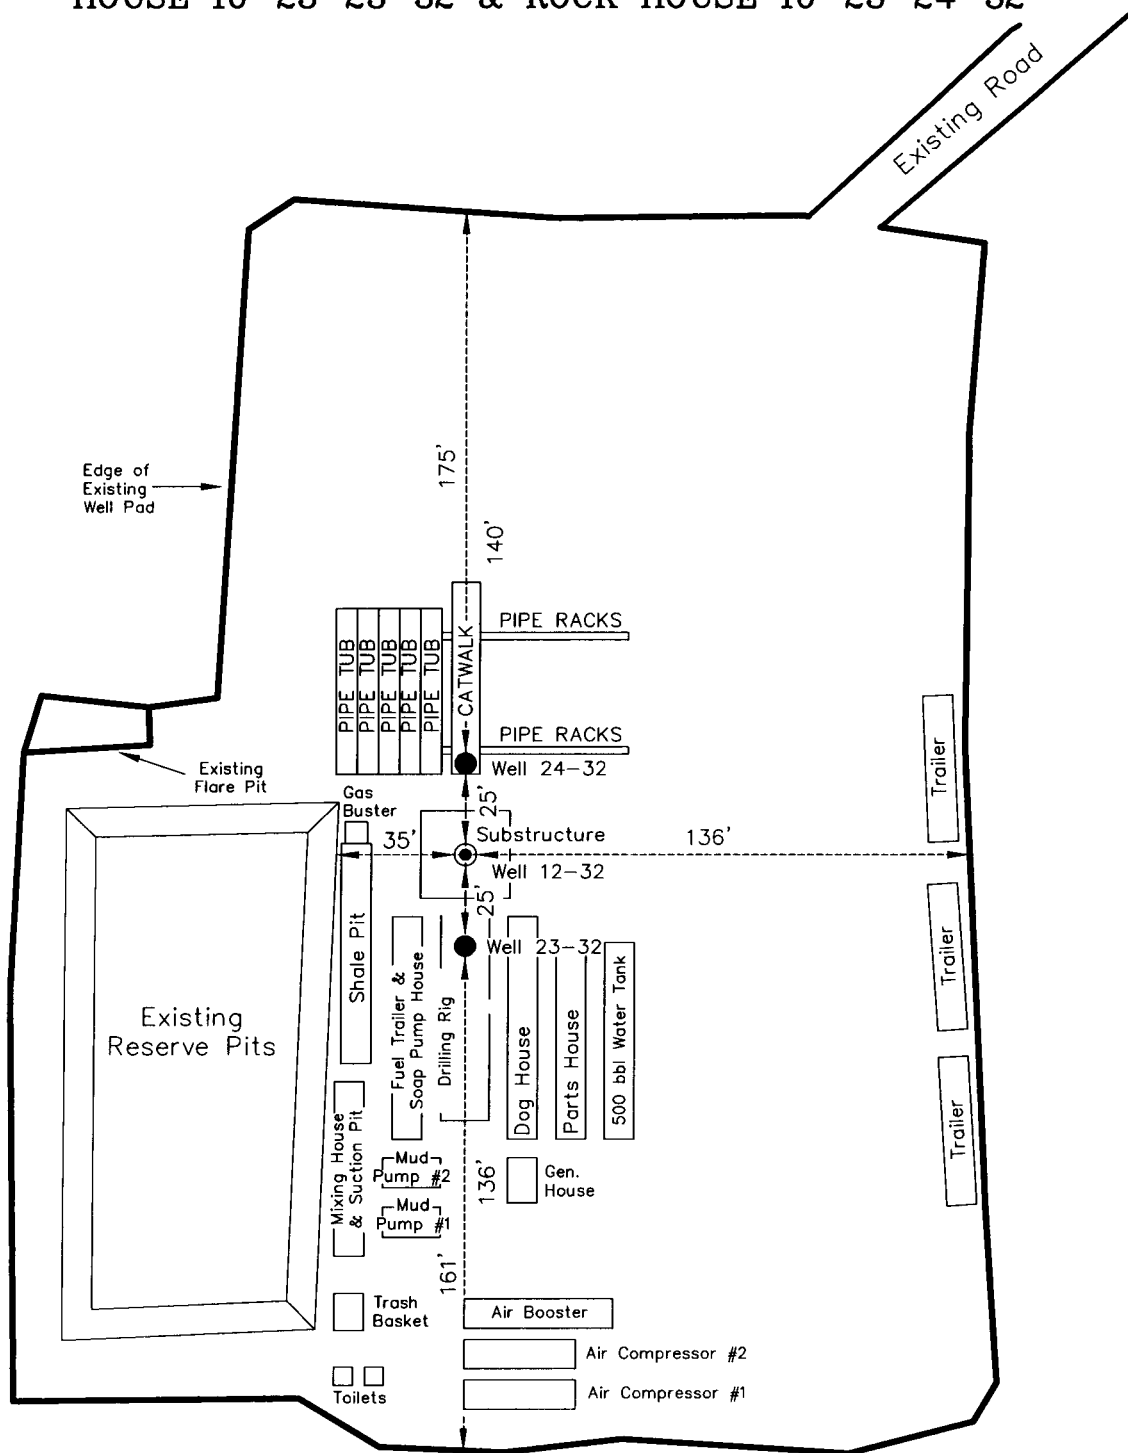 HOUSE 10-23-23-32 & ROCK HOUSE 10-23-24-32
Existing Road
175'
Edge of
Existing
Well Pad
140'
PIPE RACKS
PIPE TUB
PIPE TUB
PIPE TUB
PIPE TUB
PIPE TUB
CATWALK
PIPE RACKS
Well 24-32
Existing
Flare Pit
Trailer
Gas
Buster
25'
Substructure
35'
136'
Well 12-32
25'
Well 23-32
Shale Pit
Fuel Trailer &
Soap Pump House
Drilling Rig
Dog House
Parts House
500 bbl Water Tank
Trailer
Existing
Reserve Pits
Mixing House
& Suction Pit
Mud
Pump #2
136'
Gen.
House
Trailer
Mud
Pump #1
161'
Trash
Basket
Air Booster
Air Compressor #2
Toilets
Air Compressor #1